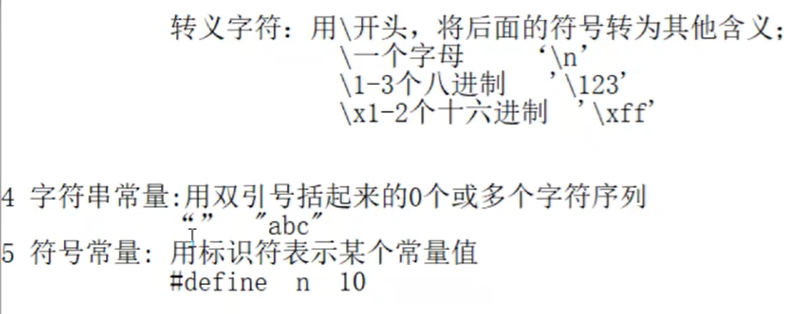 转义字符：用\开头，将后面的符号转为其他含义；
\一个字母 ‘\n’
\1-3个八进制 '\123'
\x1-2个十六进制 '\xff'
4 字符串常量:用双引号括起来的0个或多个字符序列
“” "abc"
5 符号常量: 用标识符表示某个常量值
#define n 10